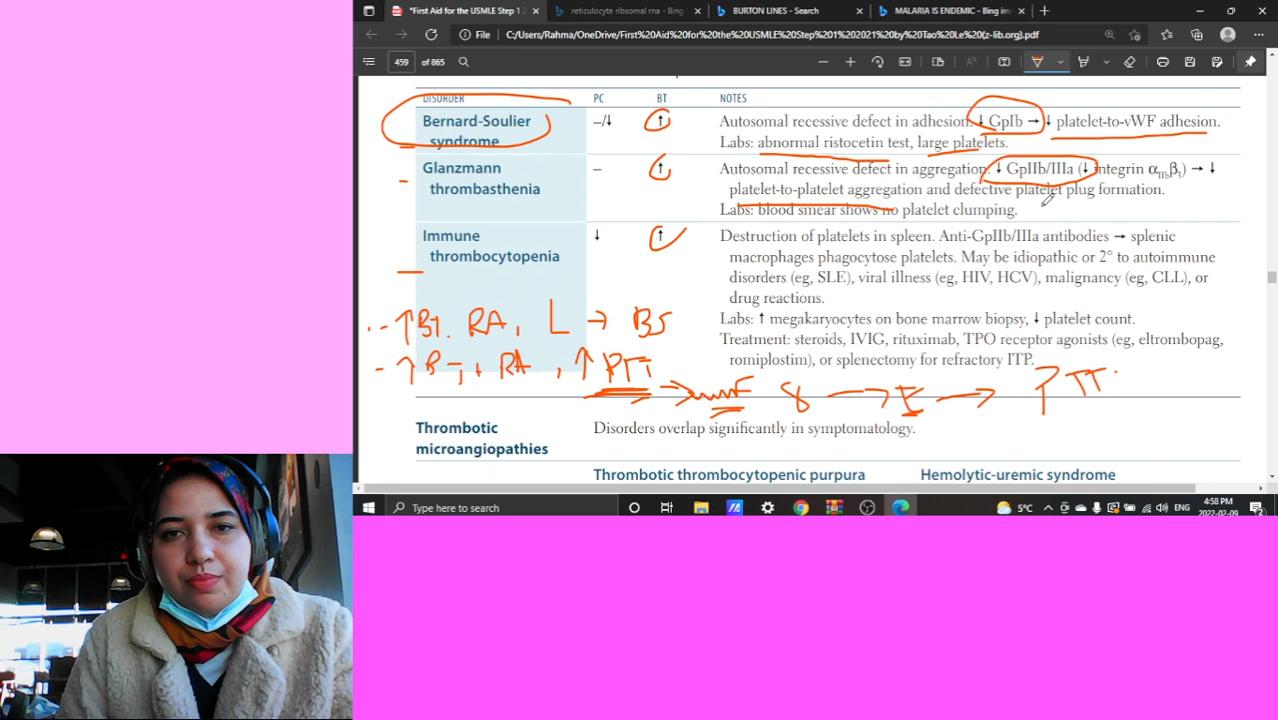 "First Aid for the USMLE Step 1 2
reticulocyte ribsomal rna - Bing
BURTON LINES - Search
MALARIA IS ENDEMIC - Bing im
File
C:/Users/Rahma/OneDrive/First%20Aid%20for%20the%20USMLE%20Step%201%202021%20by%20Tao%20Le%20(z-lib.org).pdf
459 of 865
DISORDER PC BT NOTES
Bernard-Soulier syndrome –/↓ ↑ Autosomal recessive defect in adhesion. ↓ GpIb → ↓ platelet-to-vWF adhesion.
Labs: abnormal ristocetin test, large platelets.
Glanzmann thrombasthenia – ↑ Autosomal recessive defect in aggregation. ↓ GpIIb/IIIa (↓ integrin αIIbβ3) → ↓
platelet-to-platelet aggregation and defective platelet plug formation.
Labs: blood smear shows no platelet clumping.
Immune thrombocytopenia ↓ ↑ Destruction of platelets in spleen. Anti-GpIIb/IIIa antibodies → splenic
macrophages phagocytose platelets. May be idiopathic or 2° to autoimmune
disorders (eg, SLE), viral illness (eg, HIV, HCV), malignancy (eg, CLL), or
drug reactions.
Labs: ↑ megakaryocytes on bone marrow biopsy, ↓ platelet count.
Treatment: steroids, IVIG, rituximab, TPO receptor agonists (eg, eltrombopag,
romiplostim), or splenectomy for refractory ITP.
- ↑ BT. RA, L → BS
- ↑ BT + RA, ↑ PTT → 8 → → PTT
Thrombotic microangiopathies
Disorders overlap significantly in symptomatology.
Thrombotic thrombocytopenic purpura Hemolytic-uremic syndrome
Type here to search
5°C
ENG
4:58 PM
2022-02-09